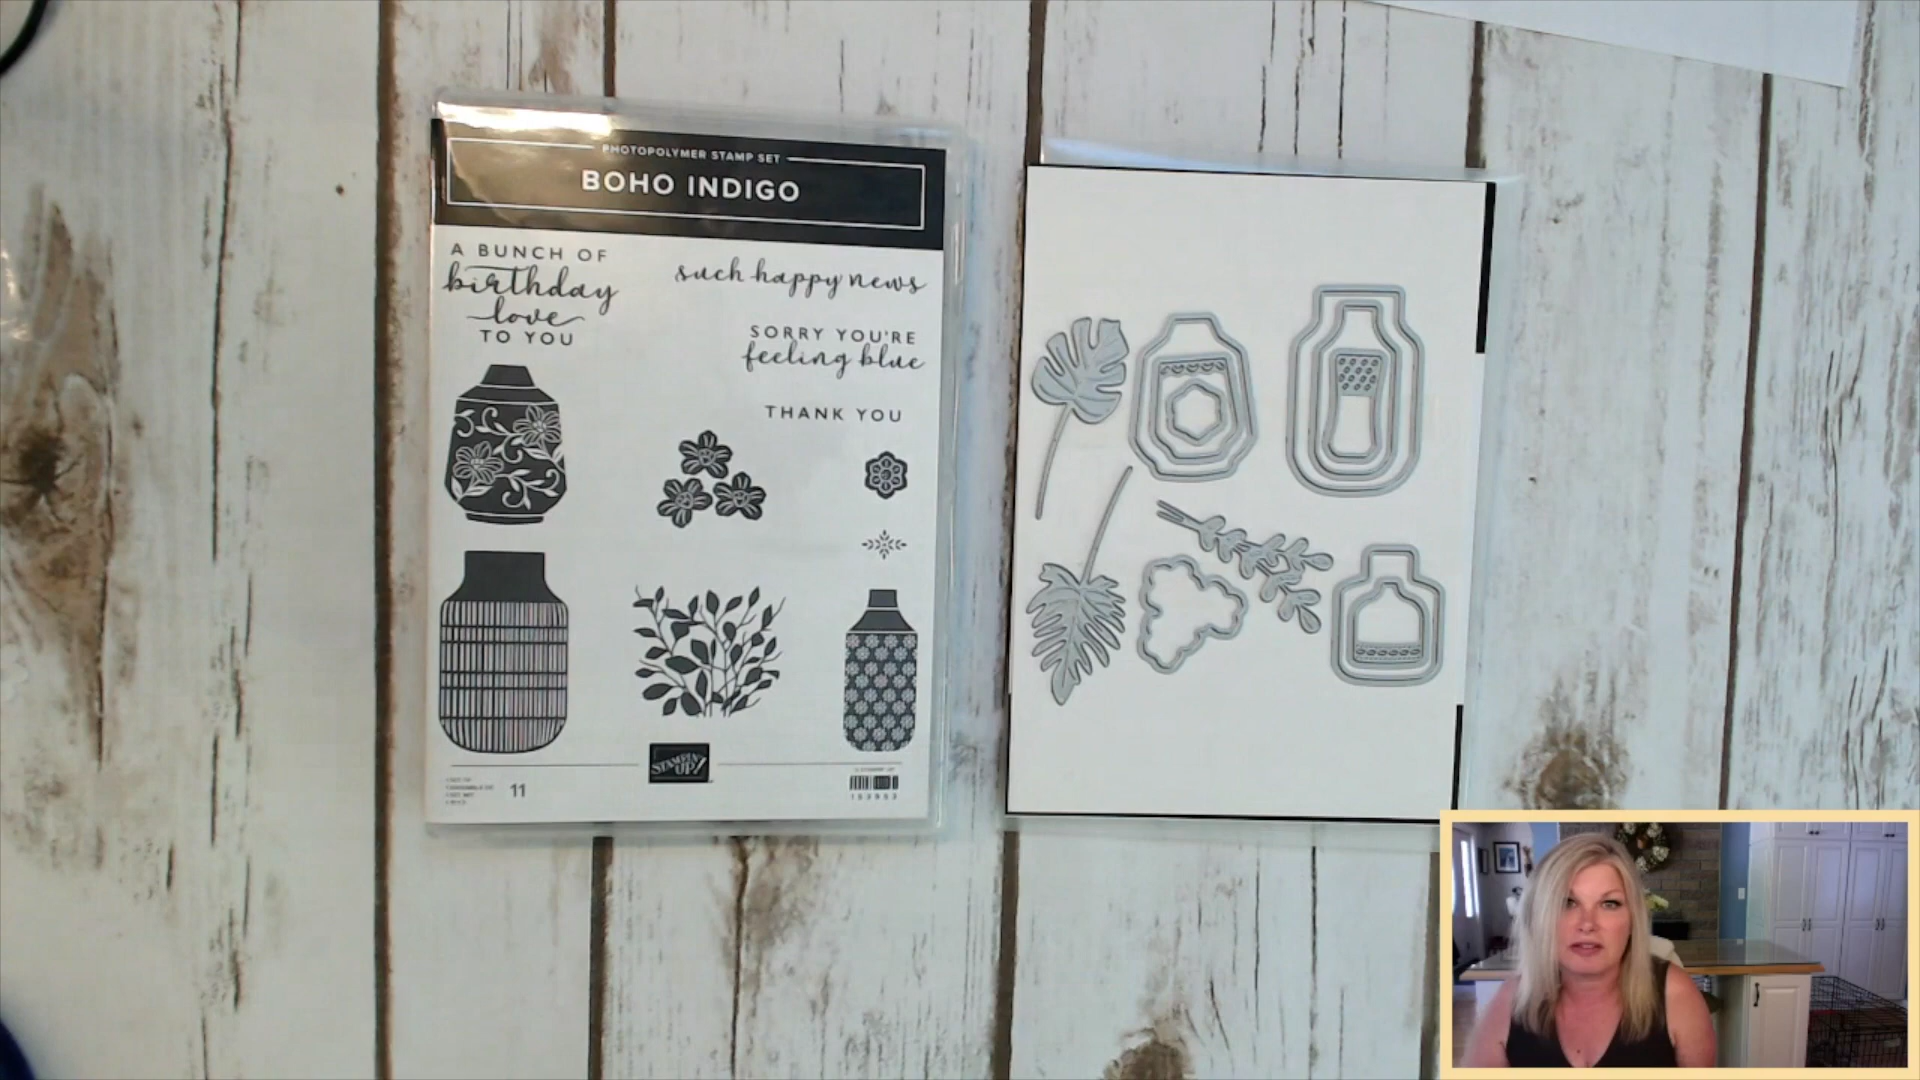 PHOTOPOLYMER STAMP SET
BOHO INDIGO
A BUNCH OF
birthday
love
TO YOU
such happy news
SORRY YOU'RE
feeling blue
THANK YOU
STAMPIN'
UP!
11